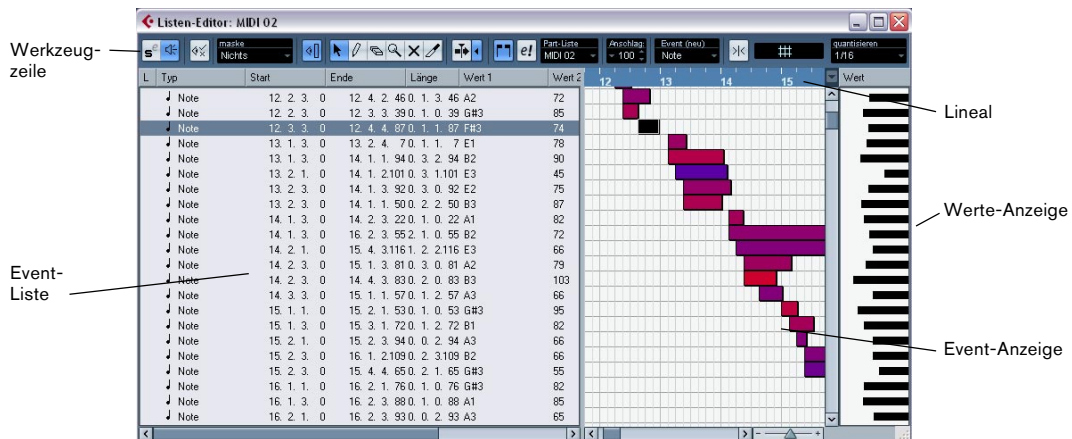 Listen-Editor: MIDI 02
Werkzeug-
zeile
s e
maske
Nichts
e!
Part-Liste
MIDI 02
Anschlag:
100
Event (neu)
Note
quantisieren
1/16
L Typ Start Ende Länge Wert 1 Wert 2
12 13 14 15
Wert
Note 12. 2. 3. 0 12. 4. 2. 46 0. 1. 3. 46 A2 72
Note 12. 2. 3. 0 12. 3. 3. 39 0. 1. 0. 39 G#3 85
Note 12. 3. 3. 0 12. 4. 4. 87 0. 1. 1. 87 F#3 74
Note 13. 1. 3. 0 13. 2. 4. 7 0. 1. 1. 7 E1 78
Note 13. 1. 3. 0 14. 1. 1. 94 0. 3. 2. 94 B2 90
Note 13. 2. 1. 0 14. 1. 2.101 0. 3. 1.101 E3 45
Note 13. 2. 3. 0 14. 1. 3. 92 0. 3. 0. 92 E2 75
Note 13. 2. 3. 0 14. 1. 1. 50 0. 2. 2. 50 B3 87
Note 14. 1. 3. 0 14. 2. 3. 22 0. 1. 0. 22 A1 82
Note 14. 1. 3. 0 16. 2. 3. 55 2. 1. 0. 55 B2 72
Note 14. 2. 1. 0 15. 4. 3.116 1. 2. 2.116 E3 66
Note 14. 2. 3. 0 15. 1. 3. 81 0. 3. 0. 81 A2 79
Note 14. 2. 3. 0 14. 4. 3. 83 0. 2. 0. 83 B3 103
Note 14. 3. 3. 0 15. 1. 1. 57 0. 1. 2. 57 A3 66
Note 15. 1. 1. 0 15. 2. 1. 53 0. 1. 0. 53 G#3 95
Note 15. 1. 3. 0 15. 3. 1. 72 0. 1. 2. 72 B1 82
Note 15. 2. 1. 0 15. 2. 3. 94 0. 0. 2. 94 A3 66
Note 15. 2. 3. 0 16. 1. 2.109 0. 2. 3.109 B2 66
Note 15. 2. 3. 0 15. 4. 4. 65 0. 2. 1. 65 G#3 55
Note 16. 1. 1. 0 16. 2. 1. 76 0. 1. 0. 76 G#3 82
Note 16. 1. 3. 0 16. 2. 3. 88 0. 1. 0. 88 A1 85
Note 16. 2. 1. 0 16. 2. 3. 93 0. 0. 2. 93 A3 65
Event-
Liste
Lineal
Werte-Anzeige
Event-Anzeige